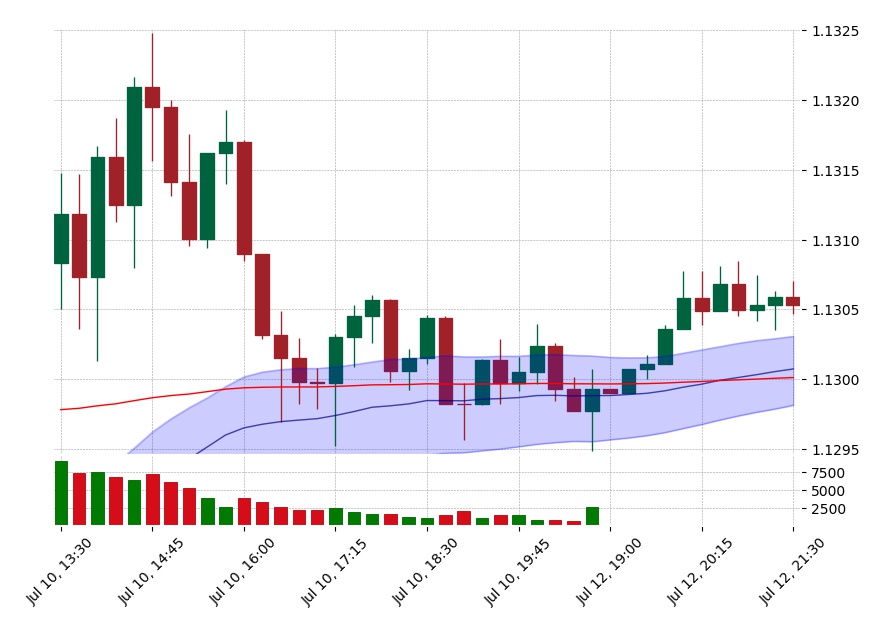 1.1325
1.1320
1.1315
1.1310
1.1305
1.1300
1.1295
7500
5000
2500
Jul 10, 13:30
Jul 10, 14:45
Jul 10, 16:00
Jul 10, 17:15
Jul 10, 18:30
Jul 10, 19:45
Jul 12, 19:00
Jul 12, 20:15
Jul 12, 21:30